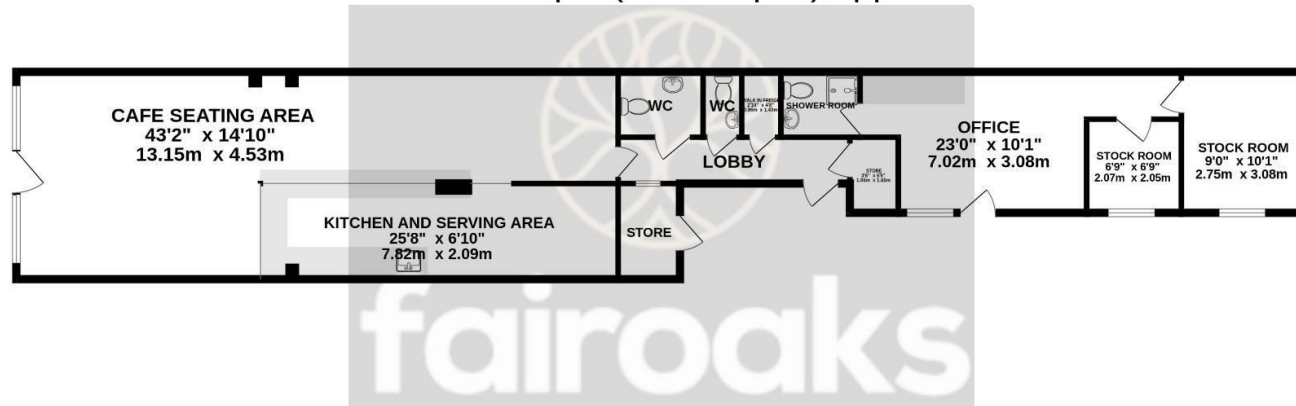 CAFE SEATING AREA
43'2" x 14'10"
13.15m x 4.53m
WC
WC
WALK IN FRIDGE
SHOWER ROOM
LOBBY
OFFICE
23'0" x 10'1"
7.02m x 3.08m
STOCK ROOM
6'9" x 6'9"
2.07m x 2.05m
STOCK ROOM
9'0" x 10'1"
2.75m x 3.08m
STORE
KITCHEN AND SERVING AREA
25'8" x 6'10"
7.82m x 2.09m
STORE
fairoaks